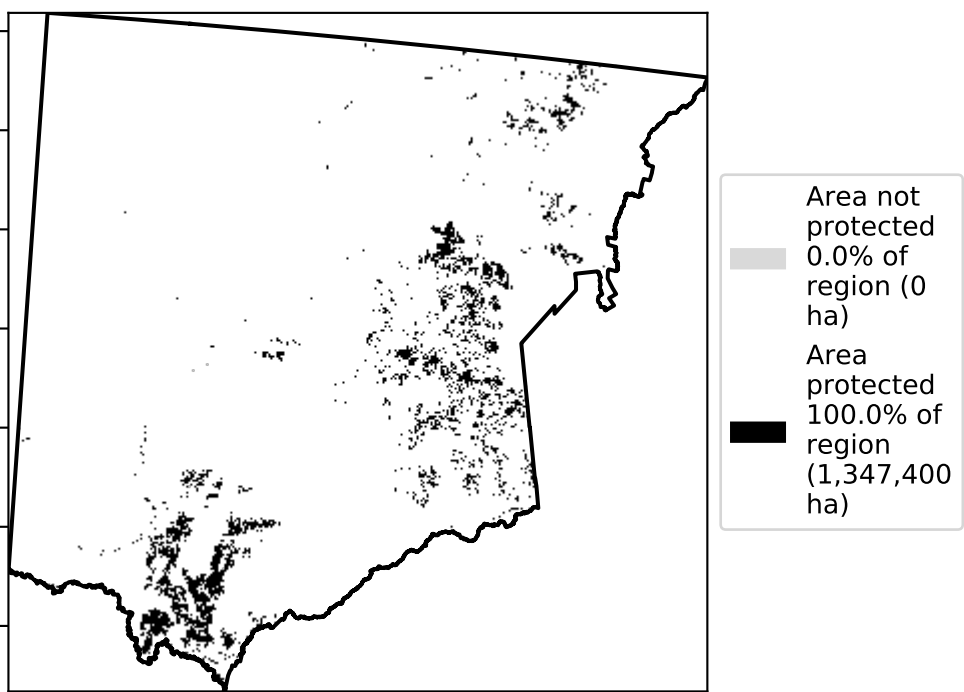 Area not
protected
0.0% of
region (0
ha)
Area
protected
100.0% of
region
(1,347,400
ha)